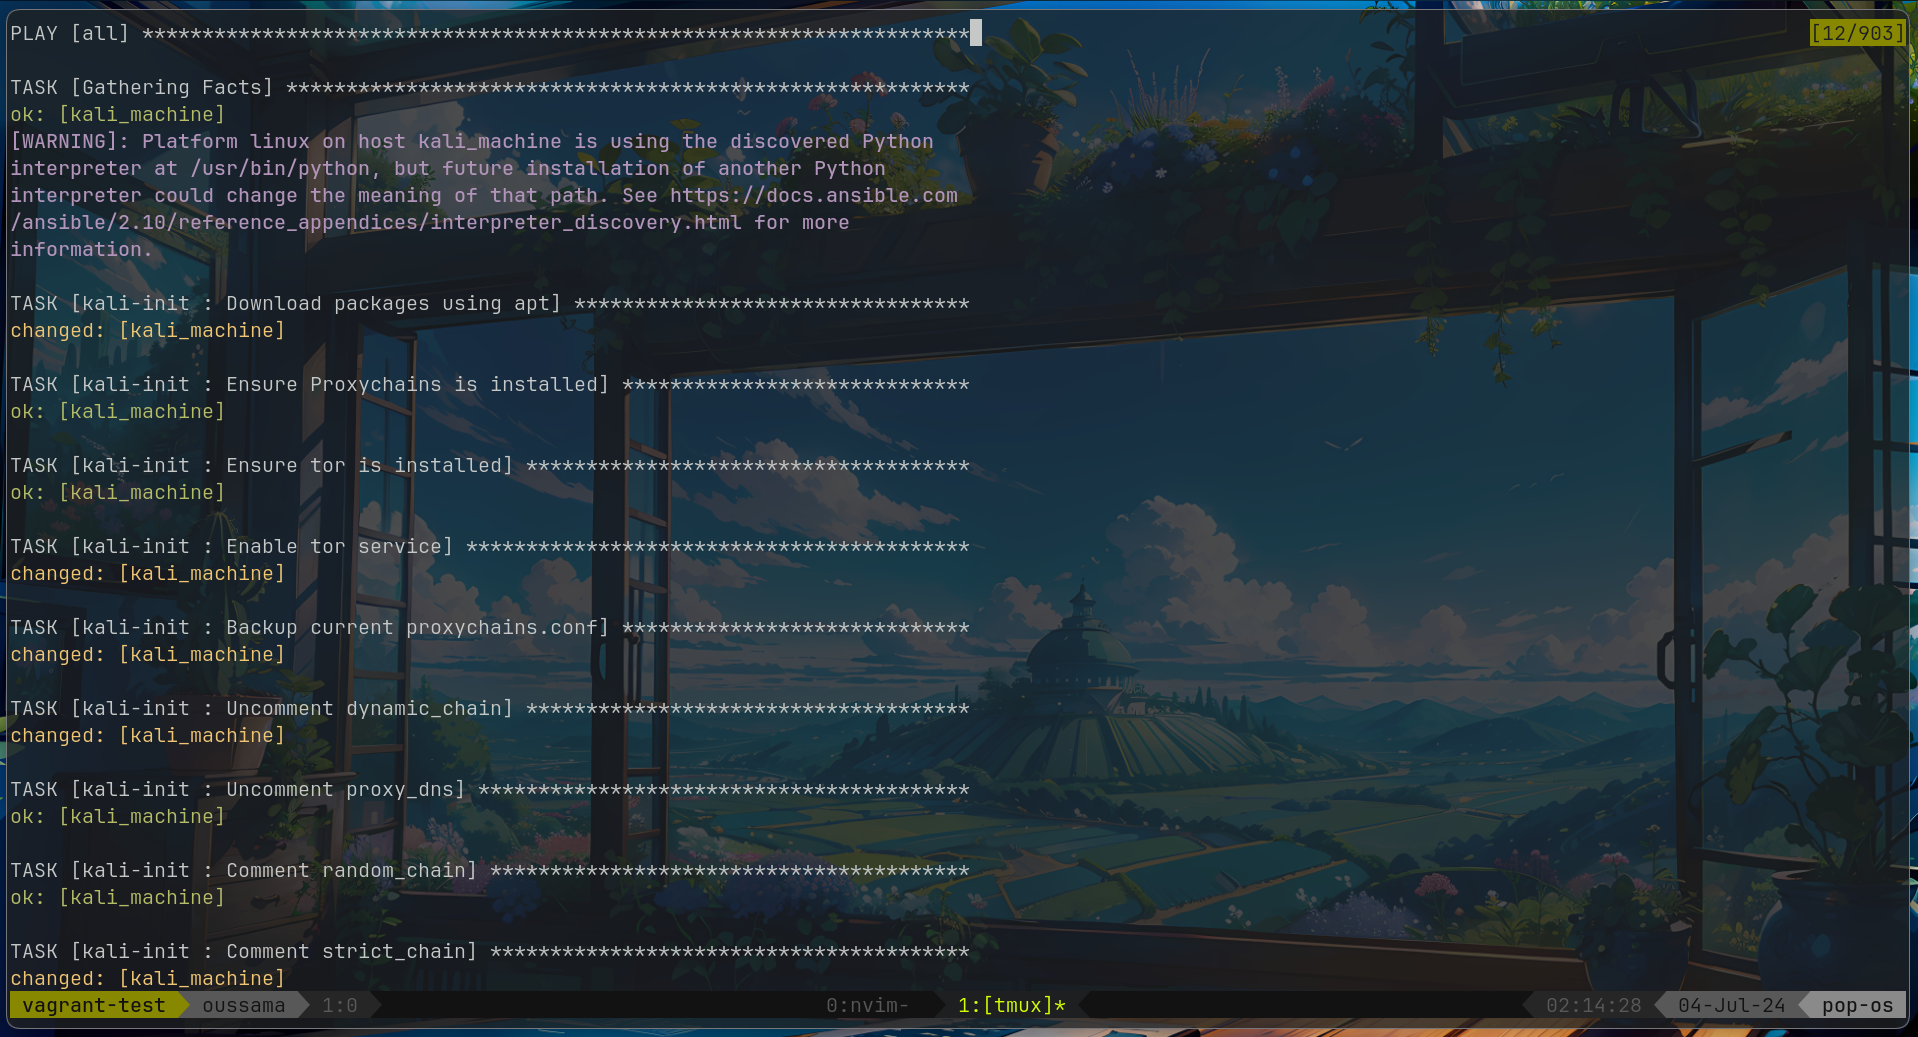 PLAY [all] *********************************************************************
[12/903]
TASK [Gathering Facts] *********************************************************
ok: [kali_machine]
[WARNING]: Platform linux on host kali_machine is using the discovered Python
interpreter at /usr/bin/python, but future installation of another Python
interpreter could change the meaning of that path. See https://docs.ansible.com
/ansible/2.10/reference_appendices/interpreter_discovery.html for more
information.
TASK [kali-init : Download packages using apt] *********************************
changed: [kali_machine]
TASK [kali-init : Ensure Proxychains is installed] *****************************
ok: [kali_machine]
TASK [kali-init : Ensure tor is installed] *************************************
ok: [kali_machine]
TASK [kali-init : Enable tor service] ******************************************
changed: [kali_machine]
TASK [kali-init : Backup current proxychains.conf] *****************************
changed: [kali_machine]
TASK [kali-init : Uncomment dynamic_chain] *************************************
changed: [kali_machine]
TASK [kali-init : Uncomment proxy_dns] *****************************************
ok: [kali_machine]
TASK [kali-init : Comment random_chain] ****************************************
ok: [kali_machine]
TASK [kali-init : Comment strict_chain] ****************************************
changed: [kali_machine]
vagrant-test oussama 1:0 0:nvim- 1:[tmux]* 02:14:28 04-Jul-24 pop-os